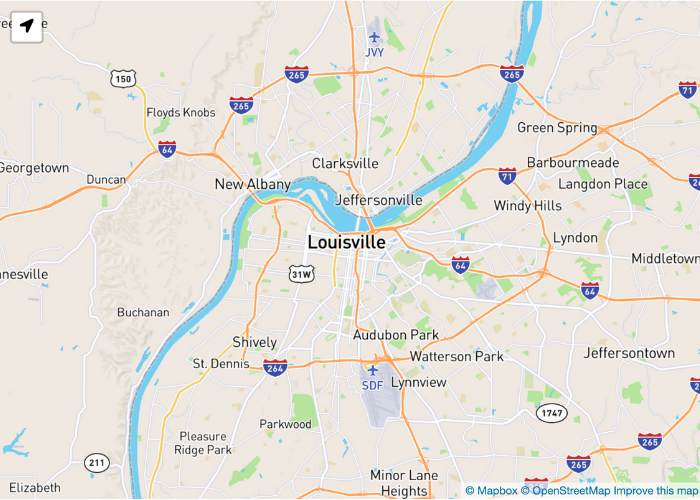 JVY
150
265
265
265
71
Floyds Knobs
64
Green Spring
Georgetown
Duncan
Clarksville
Barbourmeade
New Albany
71
Langdon Place
Jeffersonville
Windy Hills
Louisville
Lyndon
31W
64
Middletown
64
Buchanan
Audubon Park
Shively
Watterson Park
Jeffersontown
St. Dennis
264
SDF
Lynnview
1747
Parkwood
Pleasure
Ridge Park
265
211
265
Minor Lane
Heights
Elizabeth
© Mapbox © OpenStreetMap Improve this map